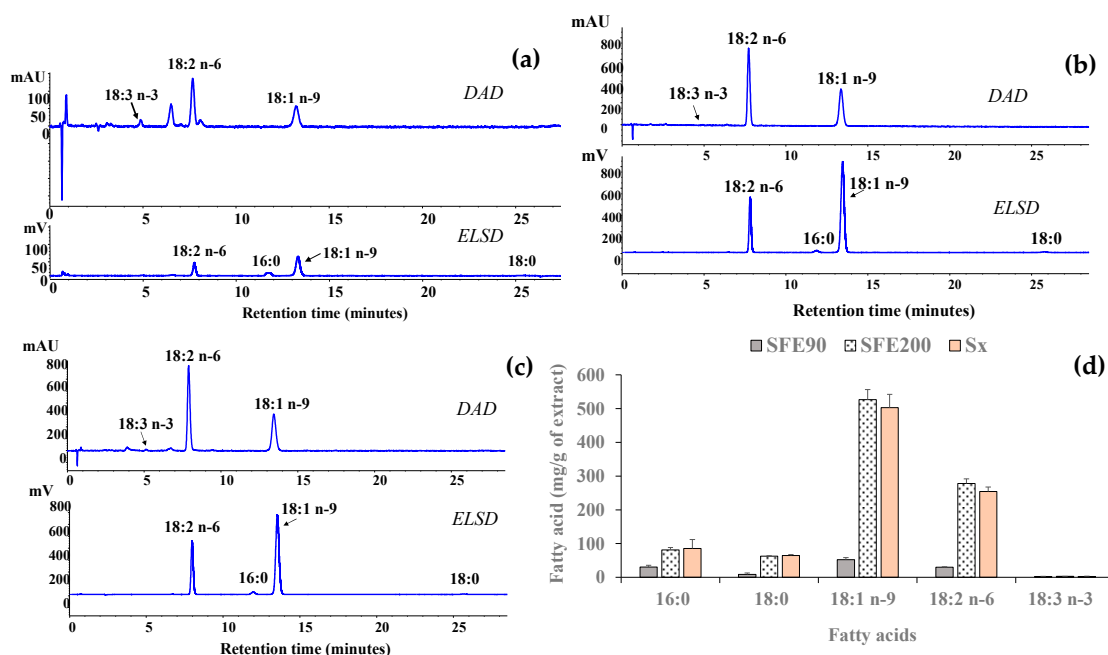 (a)
18:2 n-6
mAU
18:3 n-3
18:1 n-9
DAD
100
50
0
0 5 10 15 20 25
mV
18:2 n-6
16:0
18:1 n-9
ELSD
18:0
100
50
0
0 5 10 15 20 25
Retention time (minutes)
mAU
(b)
18:2 n-6
800
600
400
200
0
18:3 n-3
18:1 n-9
DAD
5 10 15 20 25
mV
800
600
400
200
0
18:2 n-6
18:1 n-9
ELSD
16:0
18:0
0 5 10 15 20 25
Retention time (minutes)
mAU
(c)
800
600
400
200
0
18:2 n-6
18:3 n-3
18:1 n-9
DAD
0 5 10 15 20 25
mV
800
600
400
200
0
18:2 n-6
18:1 n-9
ELSD
16:0
18:0
0 5 10 15 20 25
Retention time (minutes)
SFE90 SFE200 Sx
(d)
Fatty acid (mg/g of extract)
600
500
400
300
200
100
0
16:0 18:0 18:1 n-9 18:2 n-6 18:3 n-3
Fatty acids